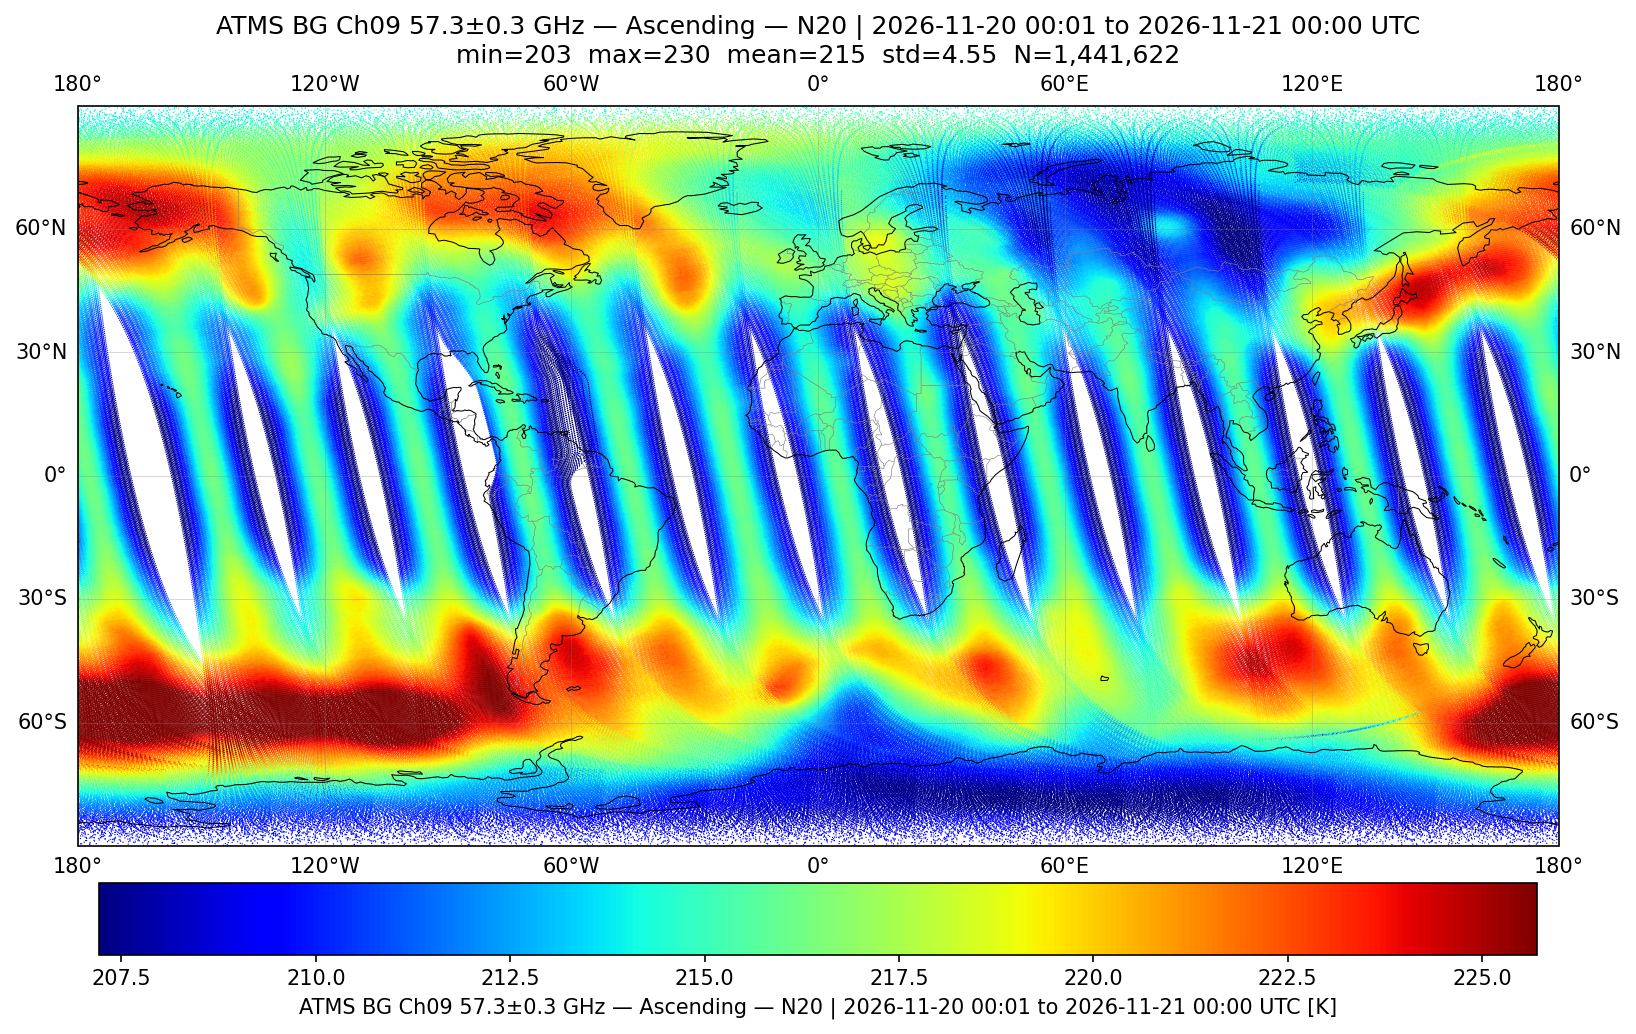 ATMS BG Ch09 57.3±0.3 GHz — Ascending — N20 | 2026-11-20 00:01 to 2026-11-21 00:00 UTC
min=203  max=230  mean=215  std=4.55  N=1,441,622
180° 120°W 60°W 0° 60°E 120°E 180°
60°N 60°N
30°N 30°N
0° 0°
30°S 30°S
60°S 60°S
180° 120°W 60°W 0° 60°E 120°E 180°
207.5 210.0 212.5 215.0 217.5 220.0 222.5 225.0
ATMS BG Ch09 57.3±0.3 GHz — Ascending — N20 | 2026-11-20 00:01 to 2026-11-21 00:00 UTC [K]